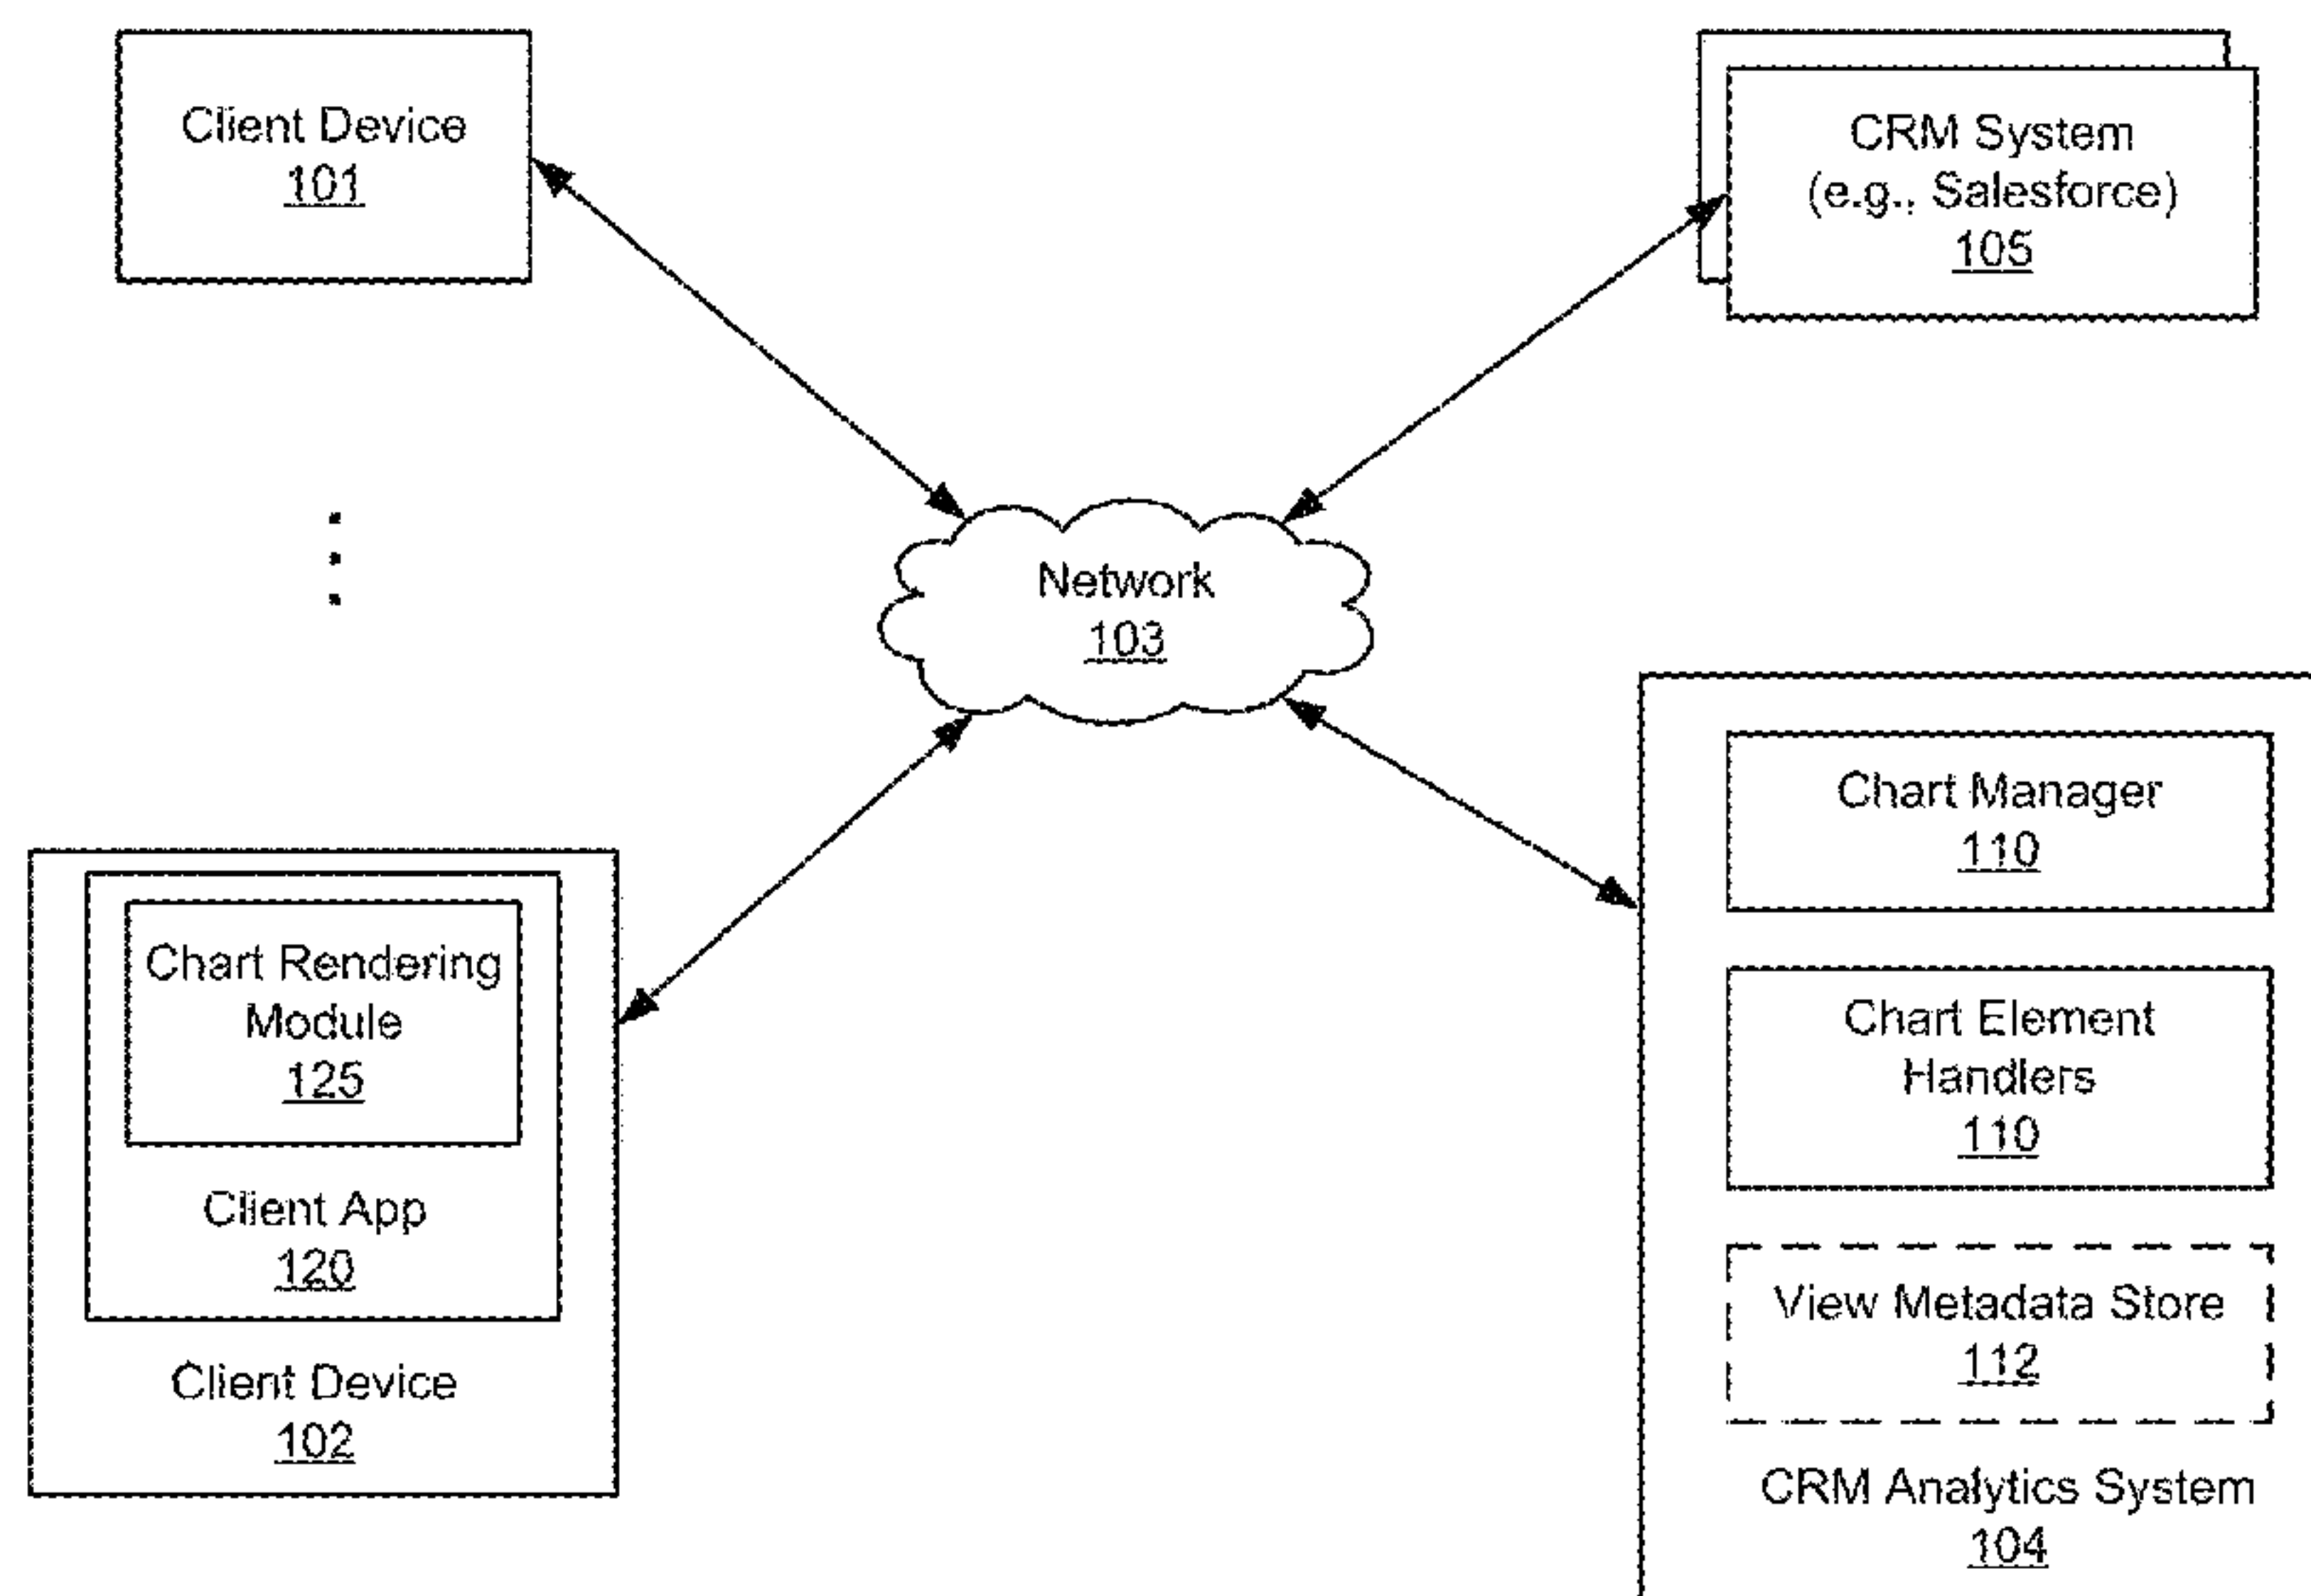 Client Device
101
CRM System
(e.g., Salesforce)
105
Network
103
Chart Rendering
Module
125
Client App
120
Client Device
102
Chart Manager
110
Chart Element
Handlers
110
View Metadata Store
112
CRM Analytics System
104